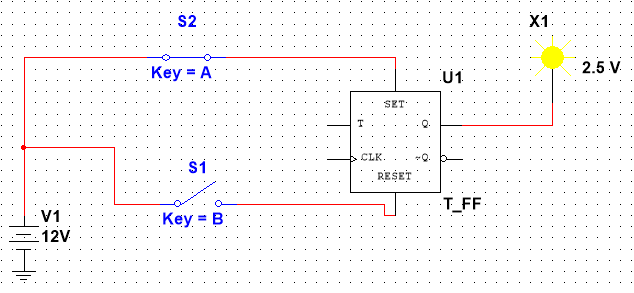 S2
X1
Key = A
2.5 V
U1
SET
T
Q
CLK
~Q
S1
RESET
V1
Key = B
T_FF
12V